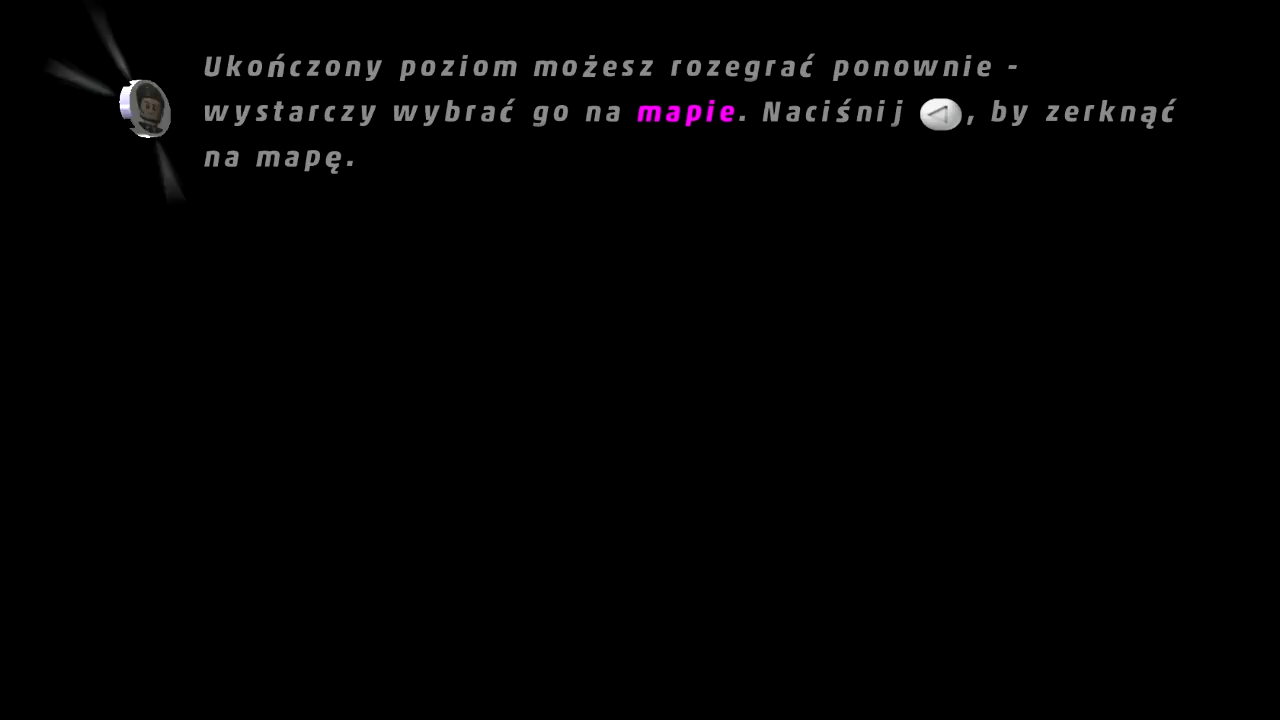 Ukończony poziom możesz rozegrać ponownie -
wystarczy wybrać go na mapie. Naciśnij , by zerknąć
na mapę.